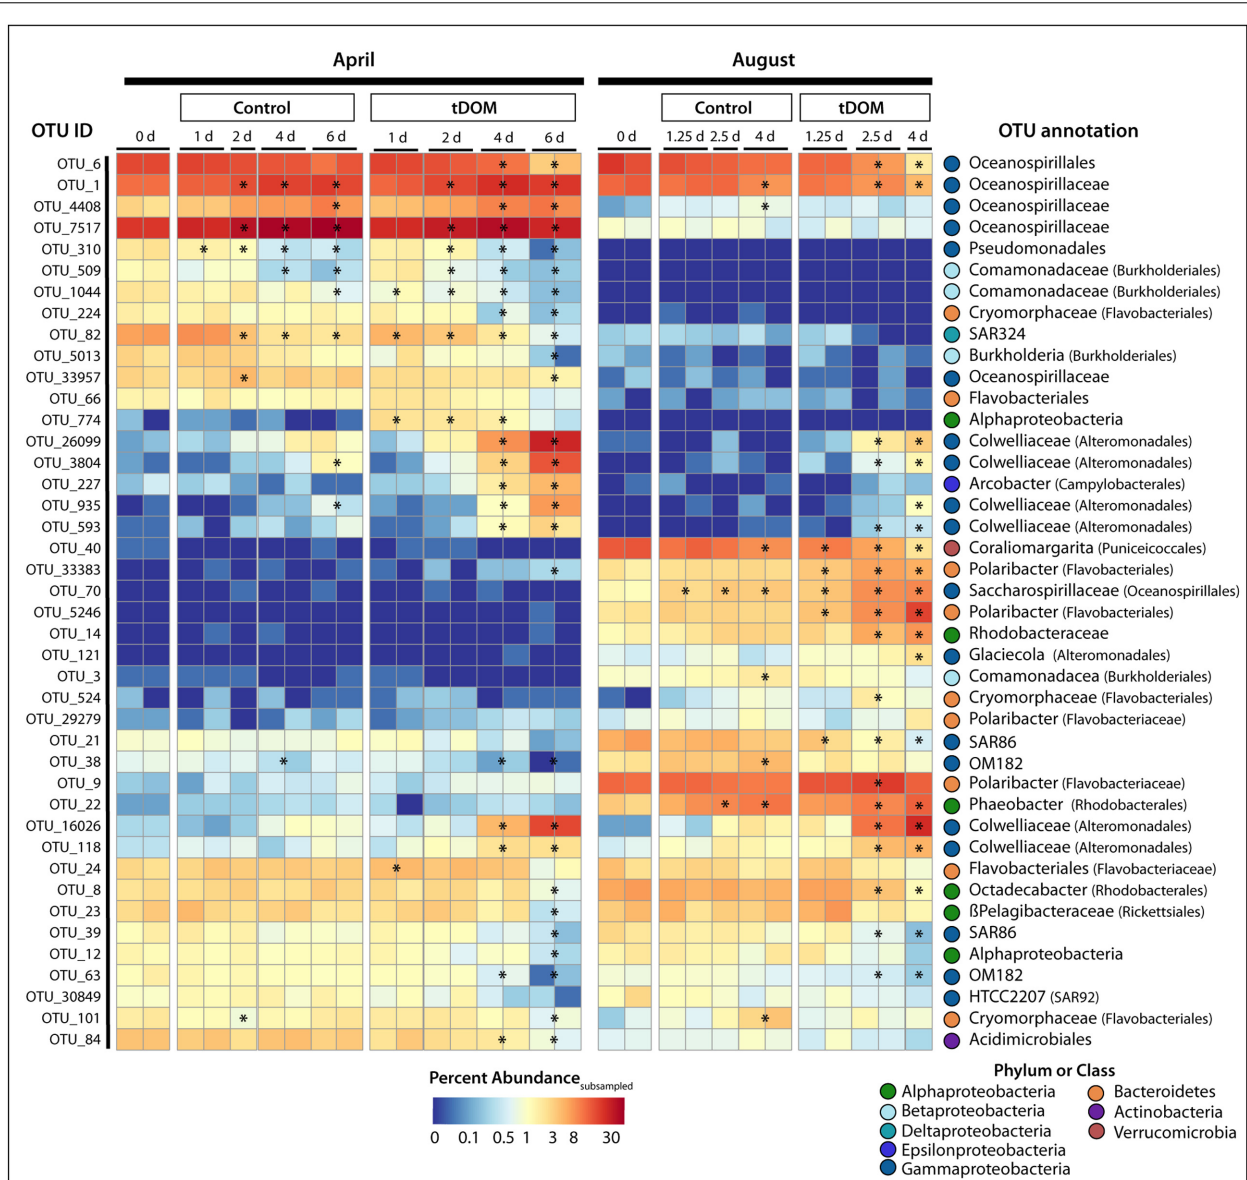 April August
Control tDOM Control tDOM
OTU ID 0 d 1 d 2 d 4 d 6 d 1 d 2 d 4 d 6 d 0 d 1.25 d 2.5 d 4 d 1.25 d 2.5 d 4 d OTU annotation
OTU_6 * * * * Oceanospirillales
OTU_1 * * * * * * * * * Oceanospirillaceae
OTU_4408 * * * * Oceanospirillaceae
OTU_7517 * * * * * * Oceanospirillaceae
OTU_310 * * * * * * * Pseudomonadales
OTU_509 * * * * * Comamonadaceae (Burkholderiales)
OTU_1044 * * * * * Comamonadaceae (Burkholderiales)
OTU_224 * * Cryomorphaceae (Flavobacteriales)
OTU_82 * * * * * * * SAR324
OTU_5013 * Burkholderia (Burkholderiales)
OTU_33957 * * Oceanospirillaceae
OTU_66 Flavobacteriales
OTU_774 * * * Alphaproteobacteria
OTU_26099 * * * * Colwelliaceae (Alteromonadales)
OTU_3804 * * * * * Colwelliaceae (Alteromonadales)
OTU_227 * * Arcobacter (Campylobacterales)
OTU_935 * * * * Colwelliaceae (Alteromonadales)
OTU_593 * * * * Colwelliaceae (Alteromonadales)
OTU_40 * * * * Coraliomargarita (Puniceicoccales)
OTU_33383 * * * * Polaribacter (Flavobacteriales)
OTU_70 * * * * * * Saccharospirillaceae (Oceanospirillales)
OTU_5246 * * * Polaribacter (Flavobacteriales)
OTU_14 * * Rhodobacteraceae
OTU_121 * Glaciecola (Alteromonadales)
OTU_3 * Comamonadacea (Burkholderiales)
OTU_524 * Cryomorphaceae (Flavobacteriales)
OTU_29279 Polaribacter (Flavobacteriaceae)
OTU_21 * * * SAR86
OTU_38 * * * * OM182
OTU_9 * Polaribacter (Flavobacteriaceae)
OTU_22 * * * * Phaeobacter (Rhodobacterales)
OTU_16026 * * * * Colwelliaceae (Alteromonadales)
OTU_118 * * * * Colwelliaceae (Alteromonadales)
OTU_24 * Flavobacteriales (Flavobacteriaceae)
OTU_8 * * * Octadecabacter (Rhodobacterales)
OTU_23 * ßPelagibacteraceae (Rickettsiales)
OTU_39 * * * SAR86
OTU_12 * Alphaproteobacteria
OTU_63 * * * * OM182
OTU_30849 HTCC2207 (SAR92)
OTU_101 * * * Cryomorphaceae (Flavobacteriales)
OTU_84 * * Acidimicrobiales
Percent Abundance subsampled
0 0.1 0.5 1 3 8 30
Phylum or Class
Alphaproteobacteria Bacteroidetes
Betaproteobacteria Actinobacteria
Deltaproteobacteria Verrucomicrobia
Epsilonproteobacteria
Gammaproteobacteria